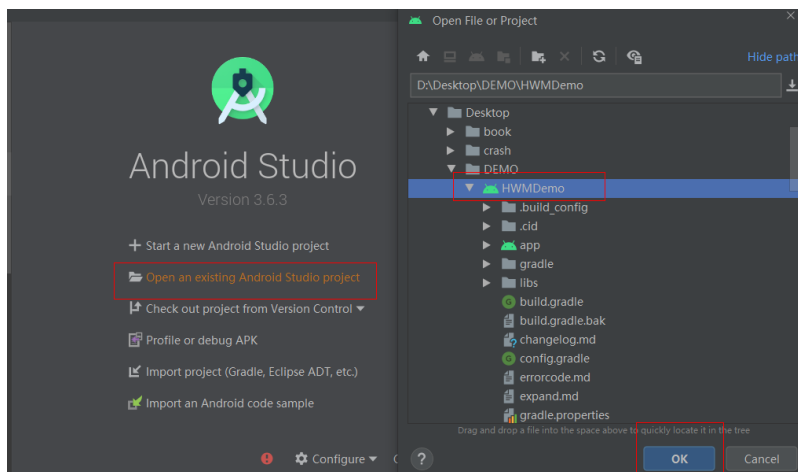 Android Studio
Version 3.6.3
Start a new Android Studio project
Open an existing Android Studio project
Check out project from Version Control
Profile or debug APK
Import project (Gradle, Eclipse ADT, etc.)
Import an Android code sample
Configure
Open File or Project
Hide path
D:\Desktop\DEMO\HWMDemo
Desktop
book
crash
DEMO
HWMDemo
.build_config
.cid
app
gradle
libs
build.gradle
build.gradle.bak
changelog.md
config.gradle
errorcode.md
expand.md
gradle.properties
Drag and drop a file into the space above to quickly locate it in the tree
?
OK
Cancel